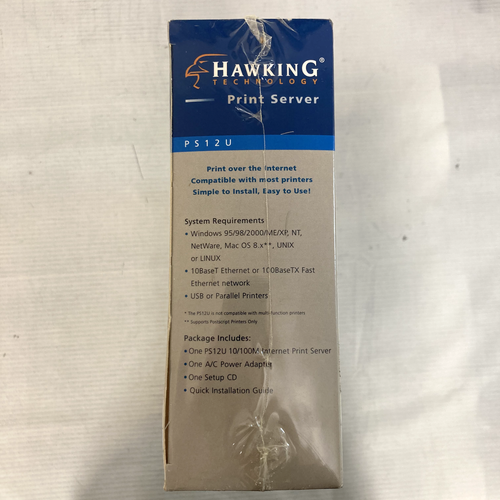 HAWKING®
TECHNOLOGY
Print Server
PS12U
Print over the Internet
Compatible with most printers
Simple to Install, Easy to Use!
System Requirements
• Windows 95/98/2000/ME/XP, NT,
NetWare, Mac OS 8.x**, UNIX
or LINUX
• 10BaseT Ethernet or 100BaseTX Fast
Ethernet network
• USB or Parallel Printers
* The PS12U is not compatible with multi-function printers
** Supports Postscript Printers Only
Package Includes:
• One PS12U 10/100M Internet Print Server
• One A/C Power Adapter
• One Setup CD
• Quick Installation Guide